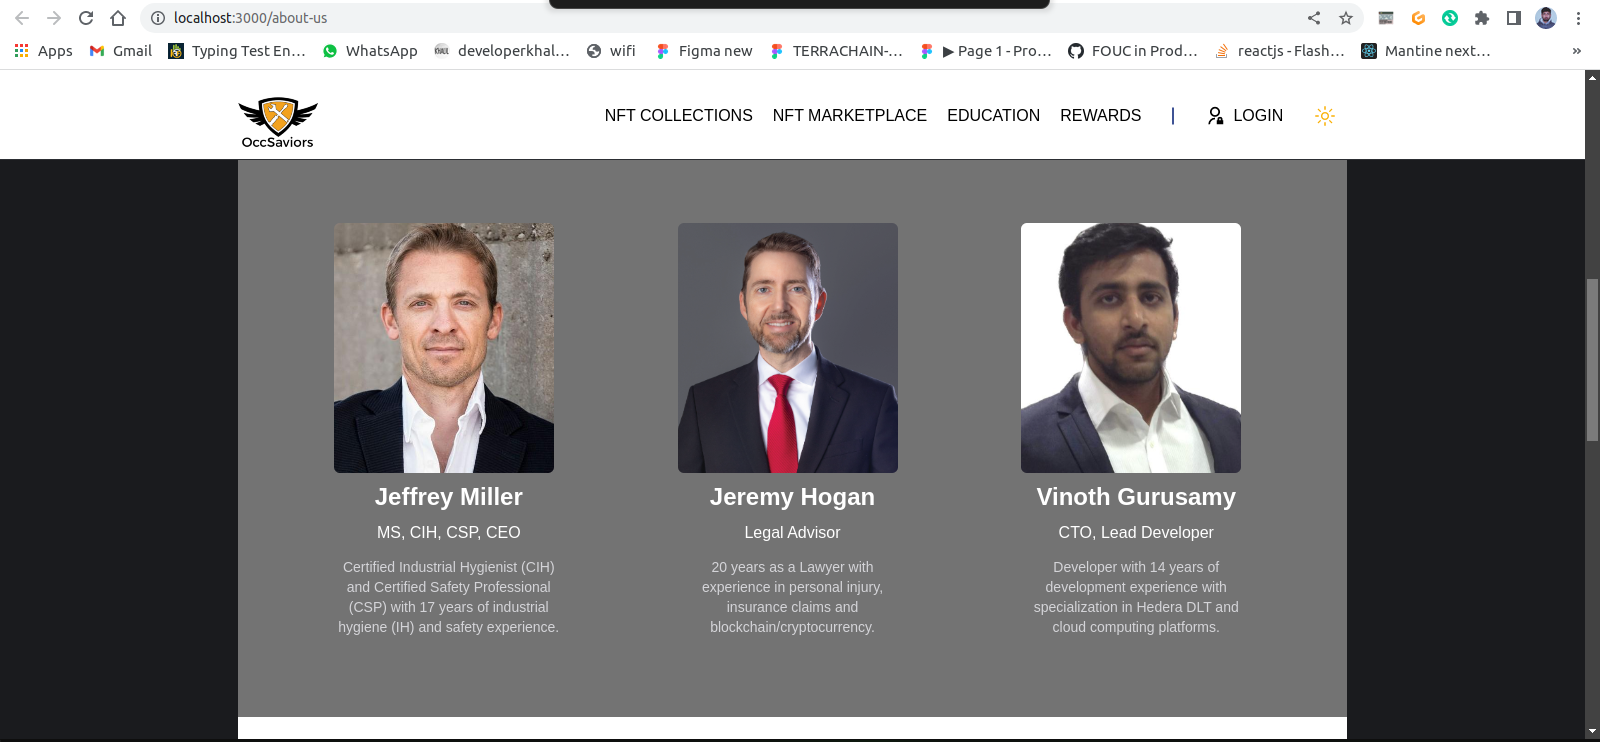 localhost:3000/about-us
Apps Gmail Typing Test En... WhatsApp developerkhal... wifi Figma new TERRACHAIN-... ▶ Page 1 - Pro... FOUC in Prod... reactjs - Flash... Mantine next... »
OccSaviors
NFT COLLECTIONS NFT MARKETPLACE EDUCATION REWARDS | LOGIN
Jeffrey Miller
MS, CIH, CSP, CEO
Certified Industrial Hygienist (CIH)
and Certified Safety Professional
(CSP) with 17 years of industrial
hygiene (IH) and safety experience.
Jeremy Hogan
Legal Advisor
20 years as a Lawyer with
experience in personal injury,
insurance claims and
blockchain/cryptocurrency.
Vinoth Gurusamy
CTO, Lead Developer
Developer with 14 years of
development experience with
specialization in Hedera DLT and
cloud computing platforms.